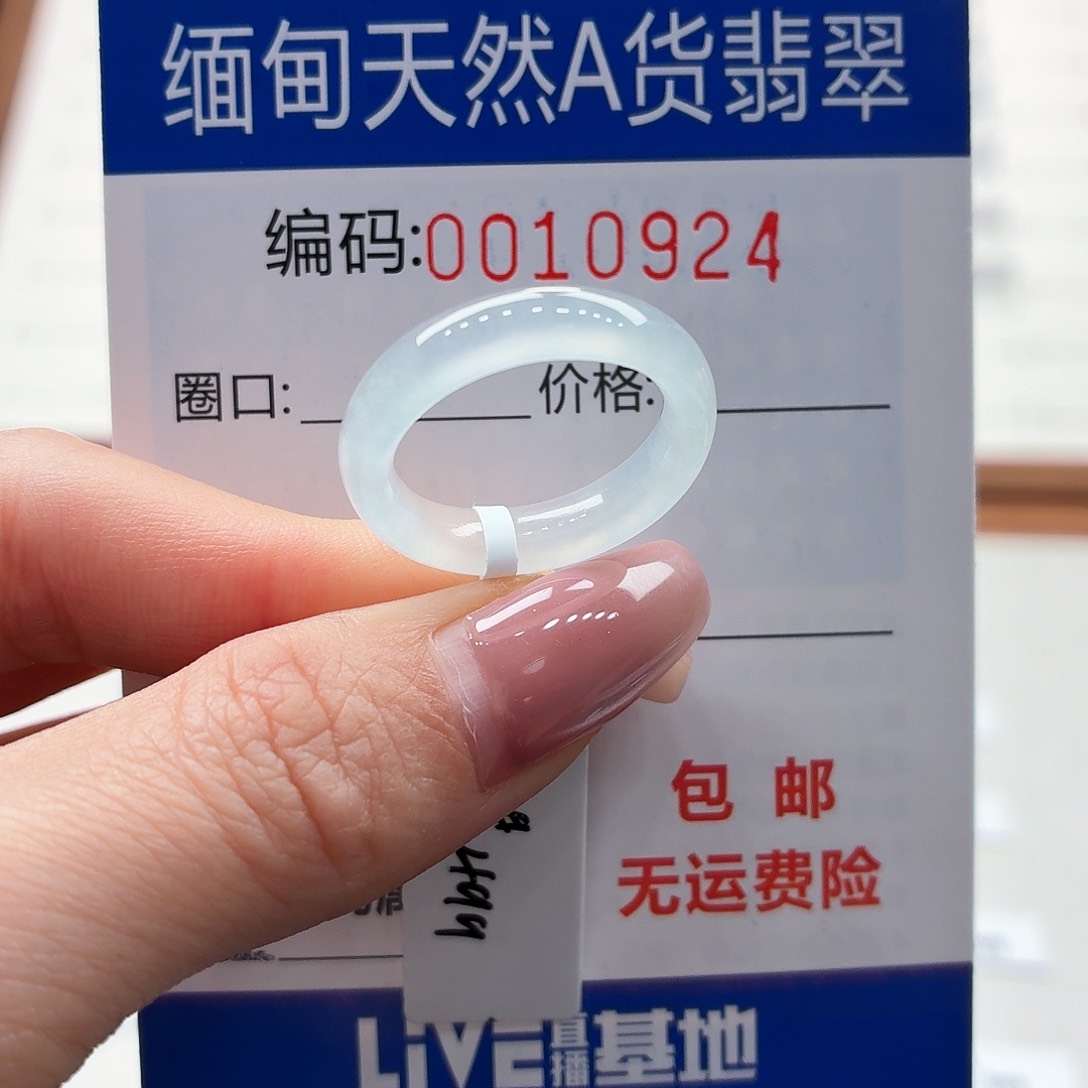 缅甸天然A货翡翠
编码:0010924
圈口: 价格:
包邮
无运费险
LiVE直播基地